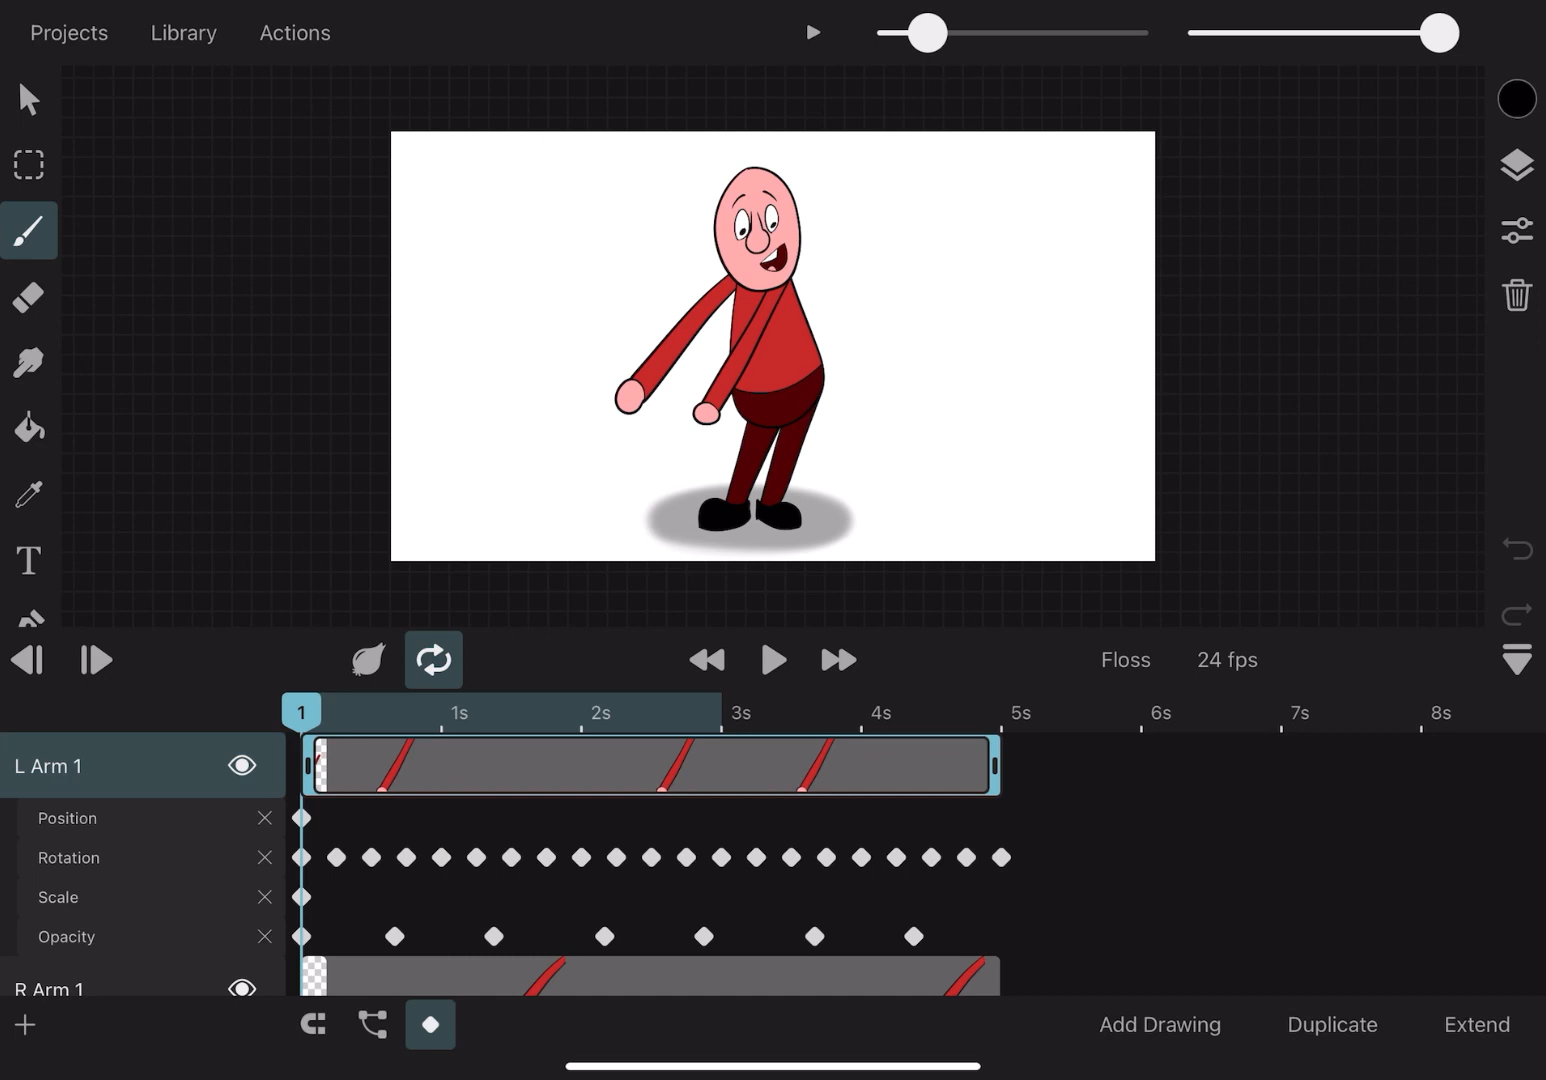 Projects
Library
Actions
T
Floss
24 fps
1
1s
2s
3s
4s
5s
6s
7s
8s
L Arm 1
Position
Rotation
Scale
Opacity
R Arm 1
Add Drawing
Duplicate
Extend